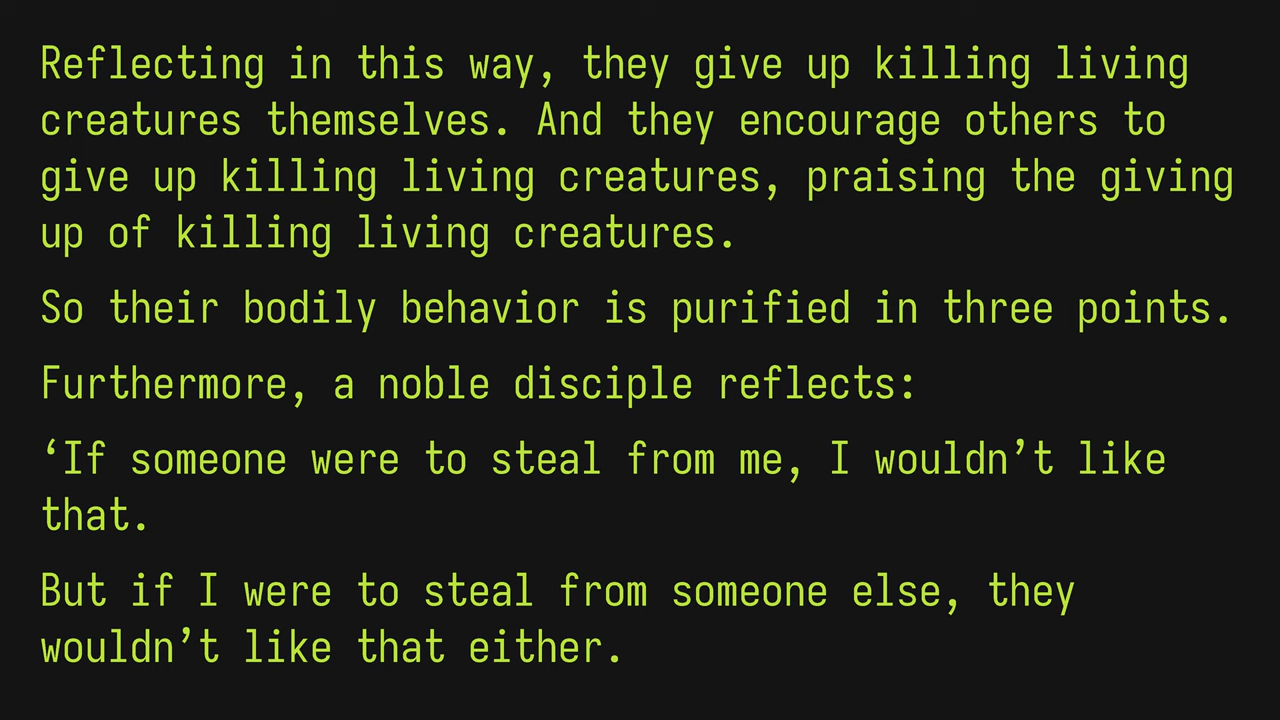 Reflecting in this way, they give up killing living
creatures themselves. And they encourage others to
give up killing living creatures, praising the giving
up of killing living creatures.
So their bodily behavior is purified in three points.
Furthermore, a noble disciple reflects:
‘If someone were to steal from me, I wouldn’t like
that.
But if I were to steal from someone else, they
wouldn’t like that either.